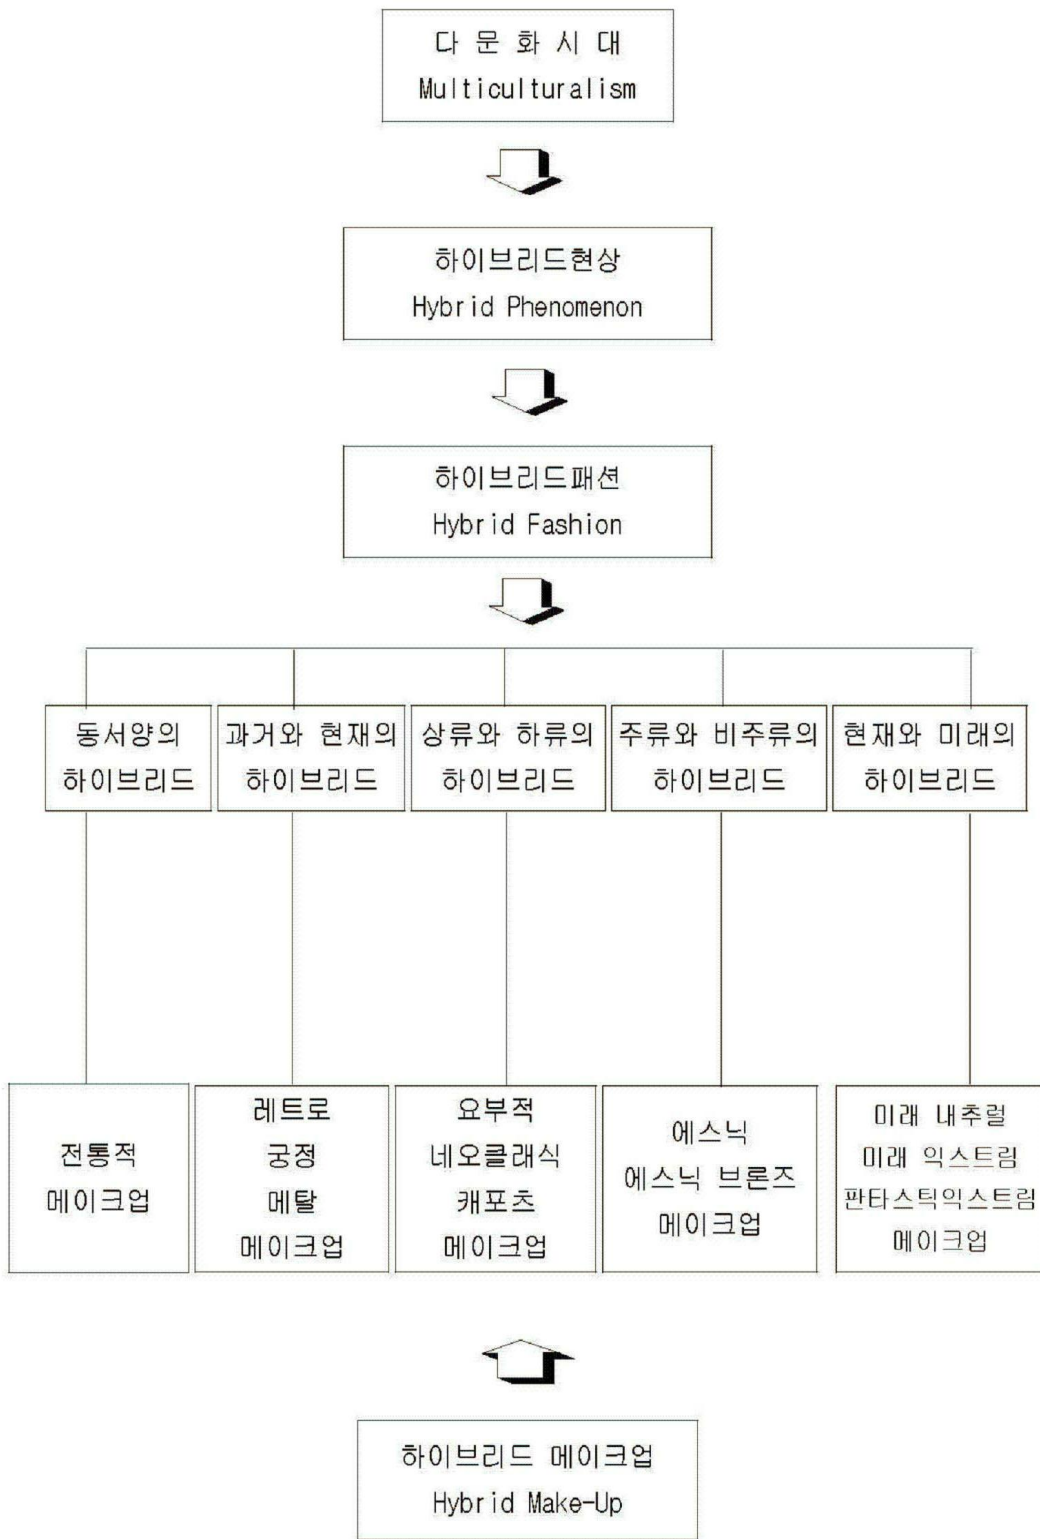 다 문 화 시 대
Multiculturalism
하이브리드현상
Hybrid Phenomenon
하이브리드패션
Hybrid Fashion
동서양의
하이브리드
과거와 현재의
하이브리드
상류와 하류의
하이브리드
주류와 비주류의
하이브리드
현재와 미래의
하이브리드
전통적
메이크업
레트로
궁정
메탈
메이크업
요부적
네오클래식
캐포츠
메이크업
에스닉
에스닉 브론즈
메이크업
미래 내추럴
미래 익스트림
판타스틱익스트림
메이크업
하이브리드 메이크업
Hybrid Make-Up